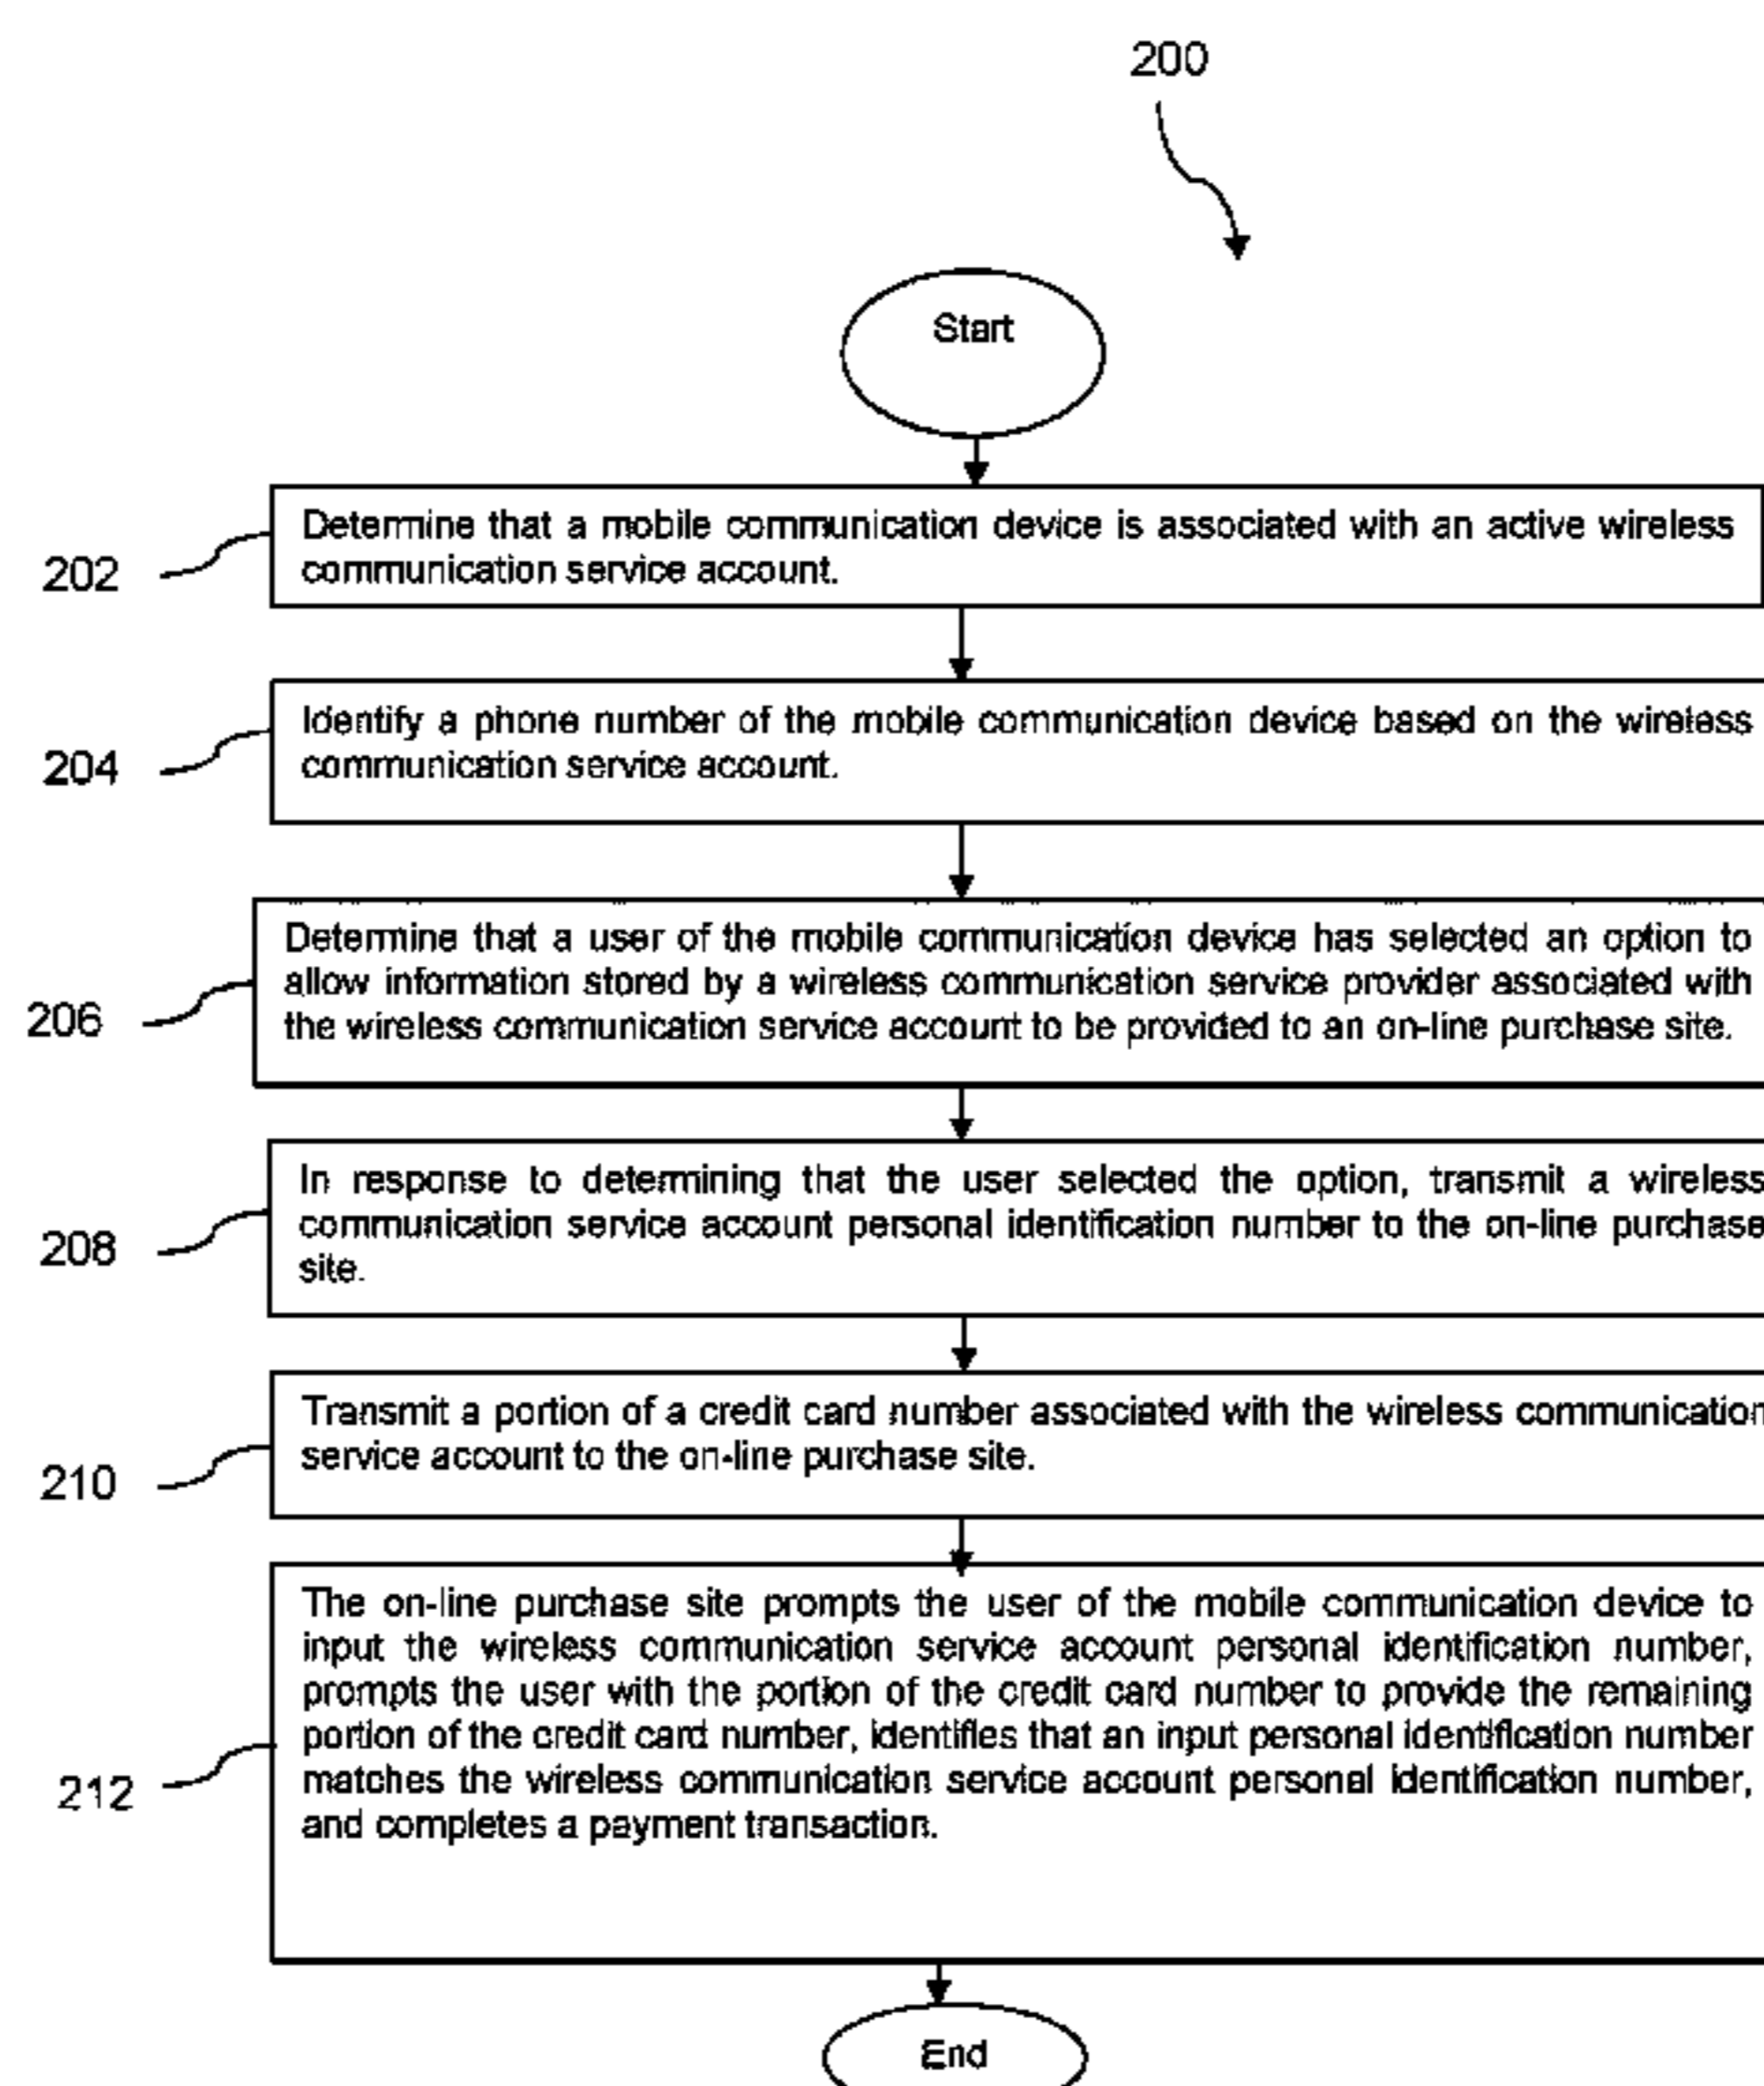 200
Start
202
Determine that a mobile communication device is associated with an active wireless
communication service account.
204
Identify a phone number of the mobile communication device based on the wireless
communication service account.
206
Determine that a user of the mobile communication device has selected an option to
allow information stored by a wireless communication service provider associated with
the wireless communication service account to be provided to an on-line purchase site.
208
In response to determining that the user selected the option, transmit a wireless
communication service account personal identification number to the on-line purchase
site.
210
Transmit a portion of a credit card number associated with the wireless communication
service account to the on-line purchase site.
212
The on-line purchase site prompts the user of the mobile communication device to
input the wireless communication service account personal identification number,
prompts the user with the portion of the credit card number to provide the remaining
portion of the credit card number, identifies that an input personal identification number
matches the wireless communication service account personal identification number,
and completes a payment transaction.
End